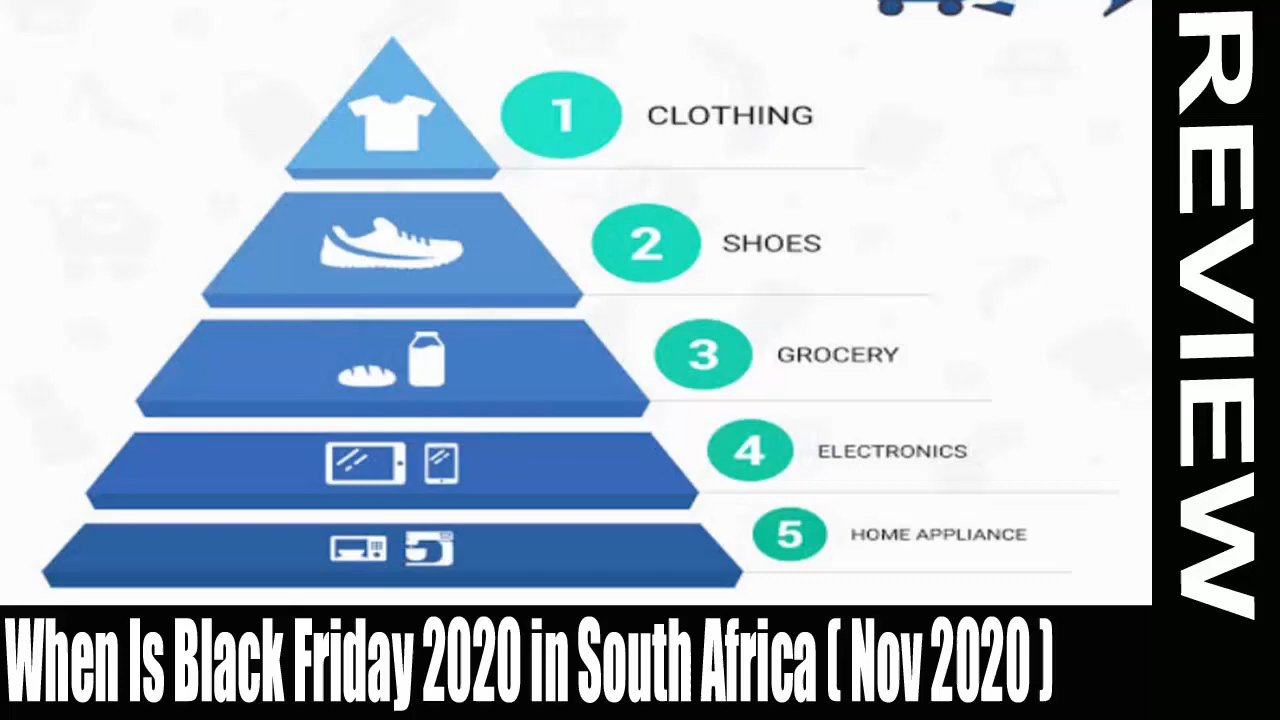 1 CLOTHING
2 SHOES
3 GROCERY
4 ELECTRONICS
5 HOME APPLIANCE
When Is Black Friday 2020 in South Africa ( Nov 2020 )
REVIEW